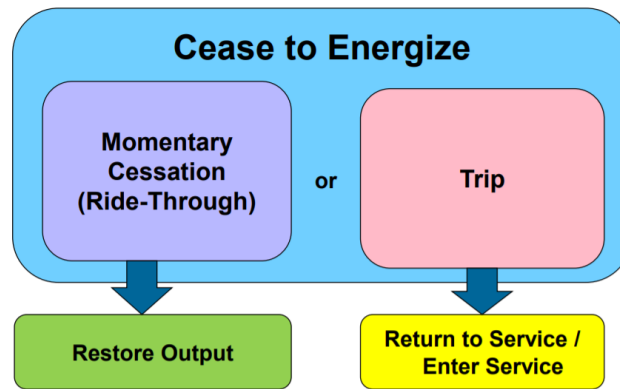 Cease to Energize
Momentary
Cessation
(Ride-Through)
or
Trip
Restore Output
Return to Service /
Enter Service